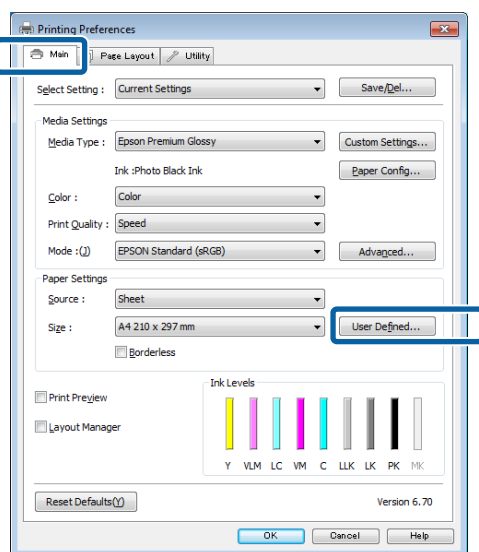 Printing Preferences
Main Page Layout Utility
Select Setting : Current Settings Save/Del...
Media Settings
Media Type : Epson Premium Glossy Custom Settings...
Ink :Photo Black Ink Paper Config...
Color : Color
Print Quality : Speed
Mode :(J) EPSON Standard (sRGB) Advanced...
Paper Settings
Source : Sheet
Size : A4 210 x 297 mm User Defined...
Borderless
Ink Levels
Print Preview
Layout Manager
Y VLM LC VM C LLK LK PK MK
Reset Defaults(Y) Version 6.70
OK Cancel Help